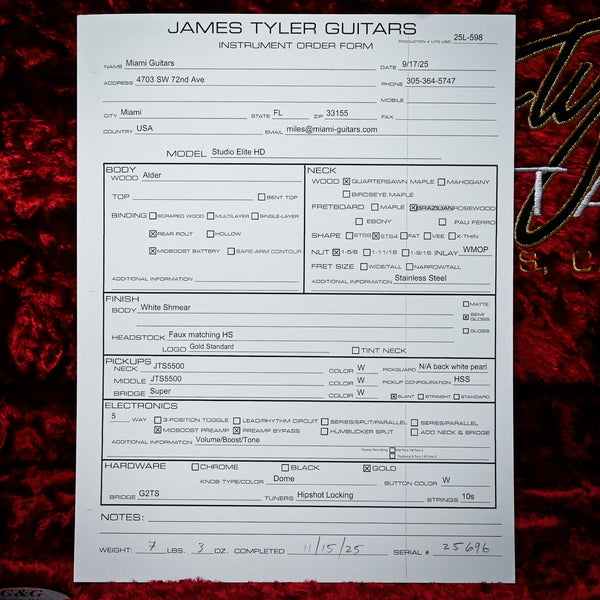 JAMES TYLER GUITARS
INSTRUMENT ORDER FORM
PRODUCTION # (JTG USE) 25L-598
NAME Miami Guitars DATE 9/17/25
ADDRESS 4703 SW 72nd Ave PHONE 305-364-5747
MOBILE
CITY Miami STATE FL ZIP 33155 FAX
COUNTRY USA EMAIL miles@miami-guitars.com
MODEL Studio Elite HD
BODY
WOOD Alder
TOP BENT TOP
BINDING SCRAPED WOOD MULTILAYER SINGLE-LAYER
REAR ROUT HOLLOW
MIDBOOST BATTERY BARE-ARM CONTOUR
ADDITIONAL INFORMATION
NECK
WOOD QUARTERSAWN MAPLE MAHOGANY
BIRDSEYE MAPLE
FRETBOARD MAPLE BRAZILIAN ROSEWOOD
EBONY PAU FERRO
SHAPE ST59 ST64 FAT VEE X-THIN
NUT 1-5/8 1-11/16 1-9/16 INLAY WMOP
FRET SIZE WIDE/TALL NARROW/TALL
ADDITIONAL INFORMATION Stainless Steel
FINISH
BODY White Shmear
MATTE
SEMI GLOSS
GLOSS
HEADSTOCK Faux matching HS
LOGO Gold Standard TINT NECK
PICKUPS
NECK JTS5500 COLOR W PICKGUARD N/A back white pearl
MIDDLE JTS5500 COLOR W PICKUP CONFIGURATION HSS
BRIDGE Super COLOR W SLANT STRAIGHT STANDARD
ELECTRONICS
5 WAY 3-POSITION TOGGLE LEAD/RHYTHM CIRCUIT SERIES/SPLIT/PARALLEL SERIES/PARALLEL
MIDBOOST PREAMP PREAMP BYPASS HUMBUCKER SPLIT ADD NECK & BRIDGE
ADDITIONAL INFORMATION Volume/Boost/Tone
HARDWARE CHROME BLACK GOLD
KNOB TYPE/COLOR Dome BUTTON COLOR W
BRIDGE G2TS TUNERS Hipshot Locking STRINGS 10s
NOTES:
WEIGHT: 7 LBS. 3 OZ. COMPLETED 11/15/25 SERIAL # 25696
G&G